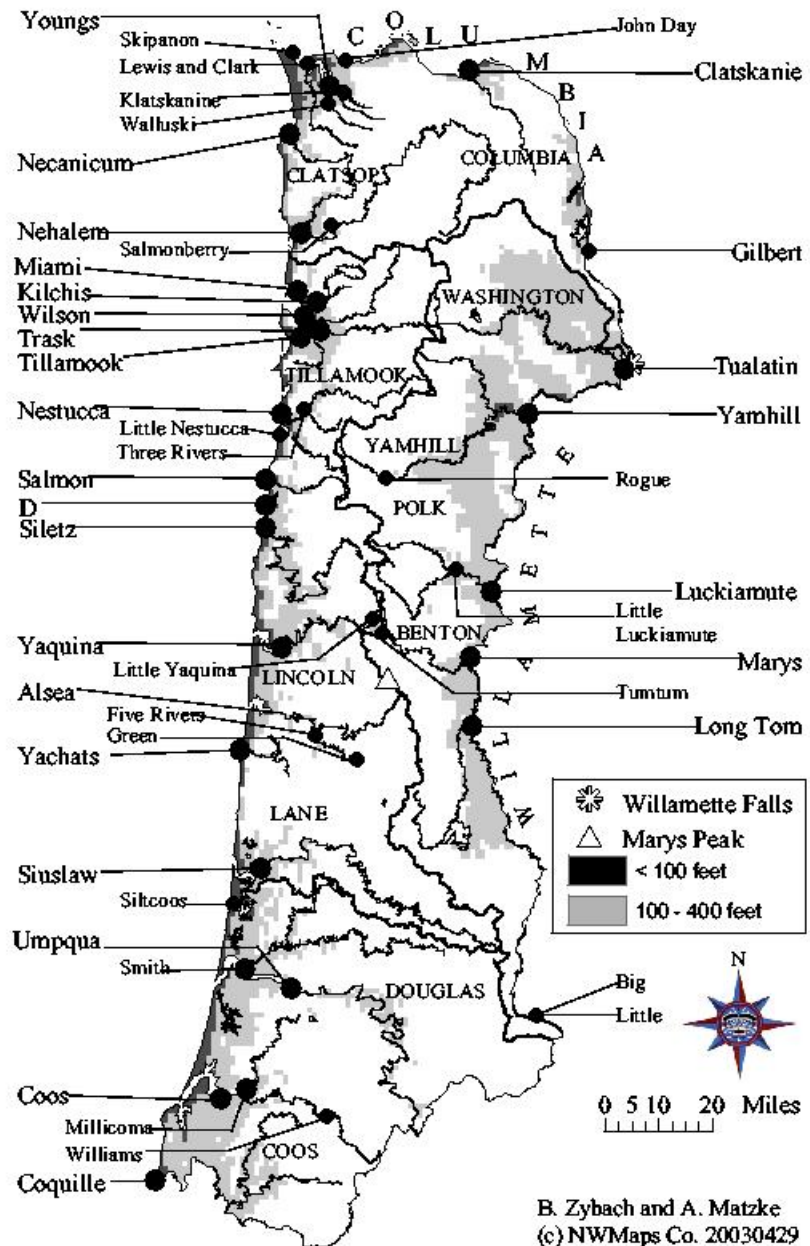 Youngs
Skipanon
Lewis and Clark
Klatskanine
Walluski
Necanicum
Nehalem
Salmonberry
Miami
Kilchis
Wilson
Trask
Tillamook
Nestucca
Little Nestucca
Three Rivers
Salmon
D
Siletz
Yaquina
Little Yaquina
Alsea
Five Rivers
Green
Yachats
Siuslaw
Siltcoos
Umpqua
Smith
Coos
Millicoma
Williams
Coquille
COLUMBIA
CLATSOP
COLUMBIA
WASHINGTON
TILLAMOOK
YAMHILL
POLK
BENTON
LINCOLN
LANE
DOUGLAS
COOS
WILLAMETTE
John Day
Clatskanie
Gilbert
Tualatin
Yamhill
Rogue
Luckiamute
Little
Luckiamute
Marys
Tumtum
Long Tom
Willamette Falls
Marys Peak
< 100 feet
100 - 400 feet
Big
Little
N
0 5 10 20 Miles
B. Zybach and A. Matzke
(c) NWMaps Co. 20030429